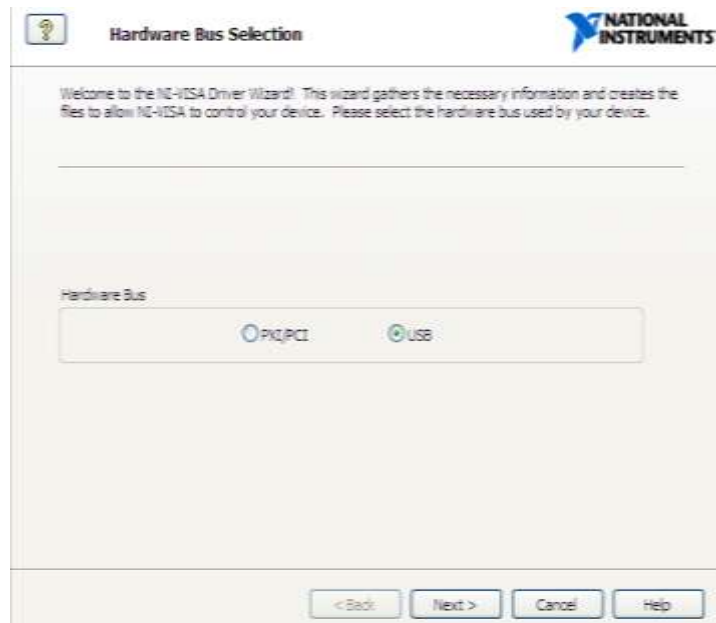 ?
Hardware Bus Selection
NATIONAL
INSTRUMENTS
Welcome to the NI-VISA Driver Wizard! This wizard gathers the necessary information and creates the
files to allow NI-VISA to control your device. Please select the hardware bus used by your device.
Hardware Bus
PXI/PCI
USB
< Back
Next >
Cancel
Help